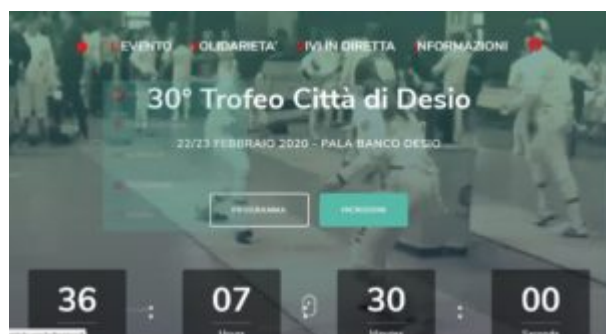 L'EVENTO SOLIDARIETA' VIVI IN DIRETTA INFORMAZIONI
30° Trofeo Città di Desio
22/23 FEBBRAIO 2020 - PALA BANCO DESIO
PROGRAMMA ISCRIZIONI
36 : 07 : 30 : 00